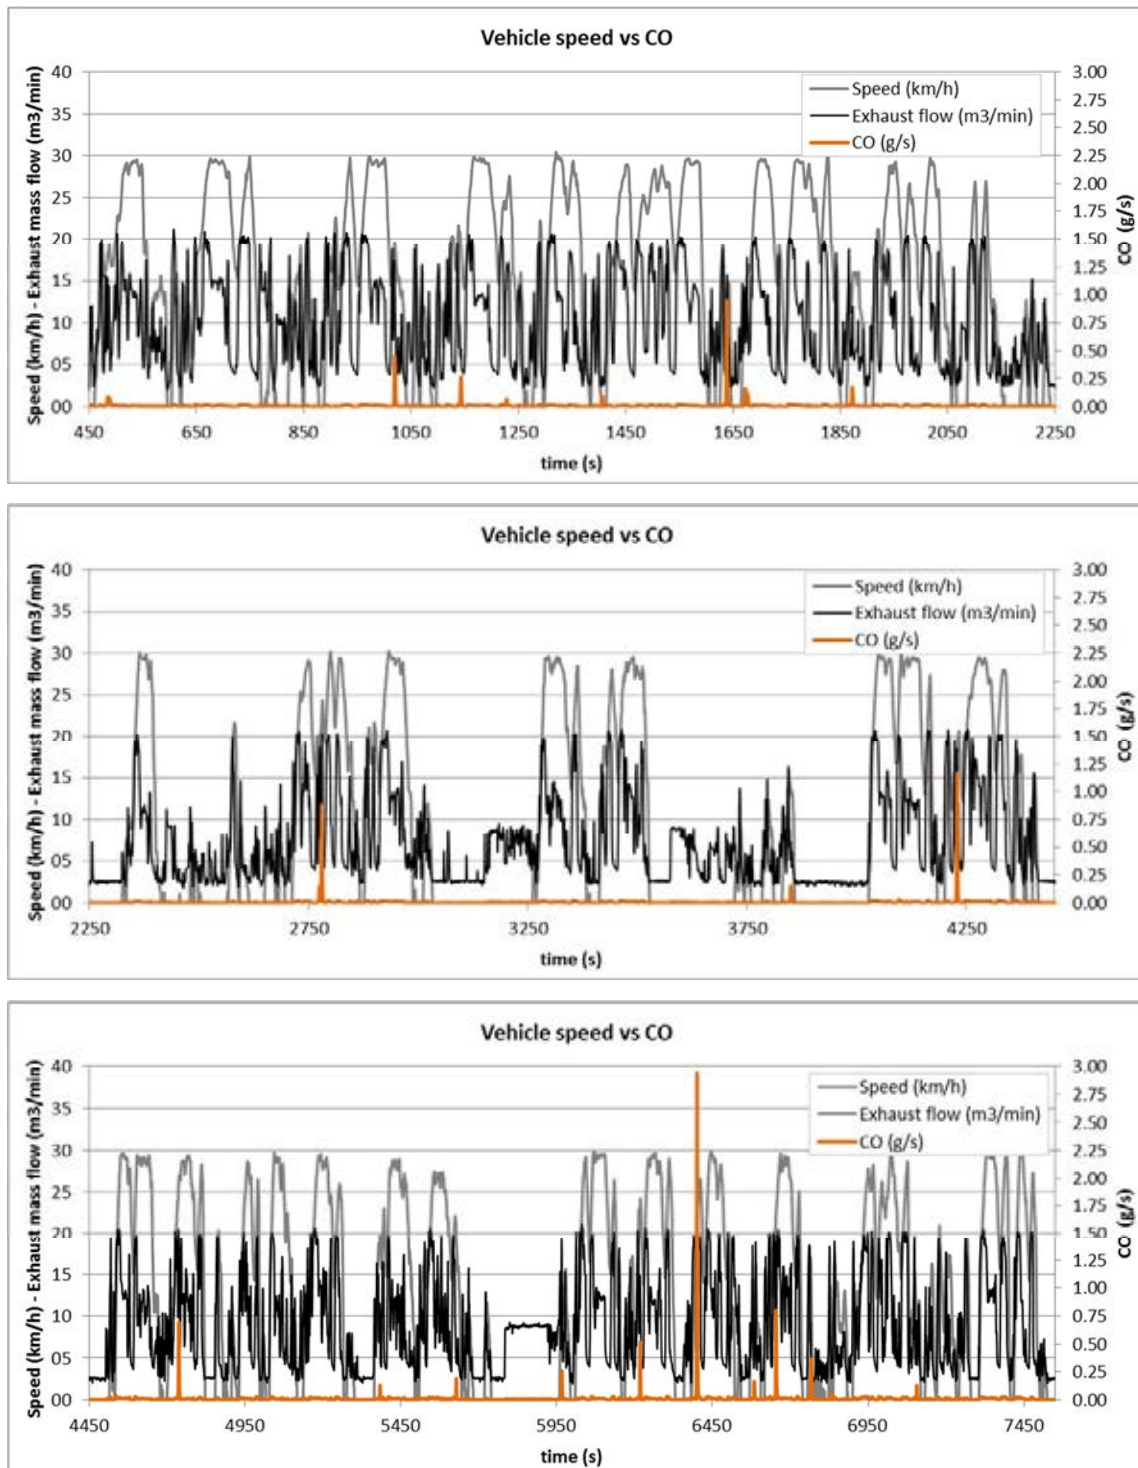 Vehicle speed vs CO
Speed (km/h) - Exhaust mass flow (m3/min)
40
35
30
25
20
15
10
05
00
Speed (km/h)
Exhaust flow (m3/min)
CO (g/s)
3.00
2.75
2.50
2.25
2.00
1.75
1.50
1.25
1.00
0.75
0.50
0.25
0.00
CO (g/s)
450 650 850 1050 1250 1450 1650 1850 2050 2250
time (s)
Vehicle speed vs CO
Speed (km/h) - Exhaust mass flow (m3/min)
40
35
30
25
20
15
10
05
00
Speed (km/h)
Exhaust flow (m3/min)
CO (g/s)
3.00
2.75
2.50
2.25
2.00
1.75
1.50
1.25
1.00
0.75
0.50
0.25
0.00
CO (g/s)
2250 2750 3250 3750 4250
time (s)
Vehicle speed vs CO
Speed (km/h) - Exhaust mass flow (m3/min)
40
35
30
25
20
15
10
05
00
Speed (km/h)
Exhaust flow (m3/min)
CO (g/s)
3.00
2.75
2.50
2.25
2.00
1.75
1.50
1.25
1.00
0.75
0.50
0.25
0.00
CO (g/s)
4450 4950 5450 5950 6450 6950 7450
time (s)